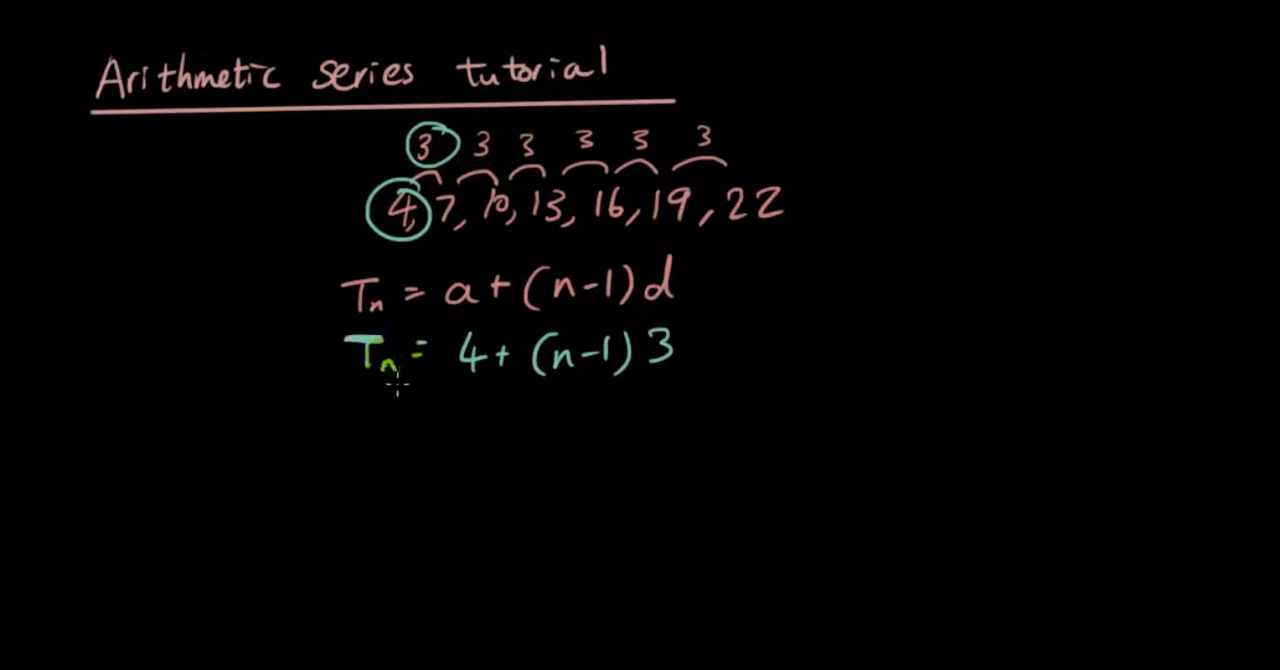 Arithmetic series tutorial
3 3 3 3 3 3
4, 7, 10, 13, 16, 19, 22
Tn = a + (n-1)d
Tn = 4 + (n-1) 3